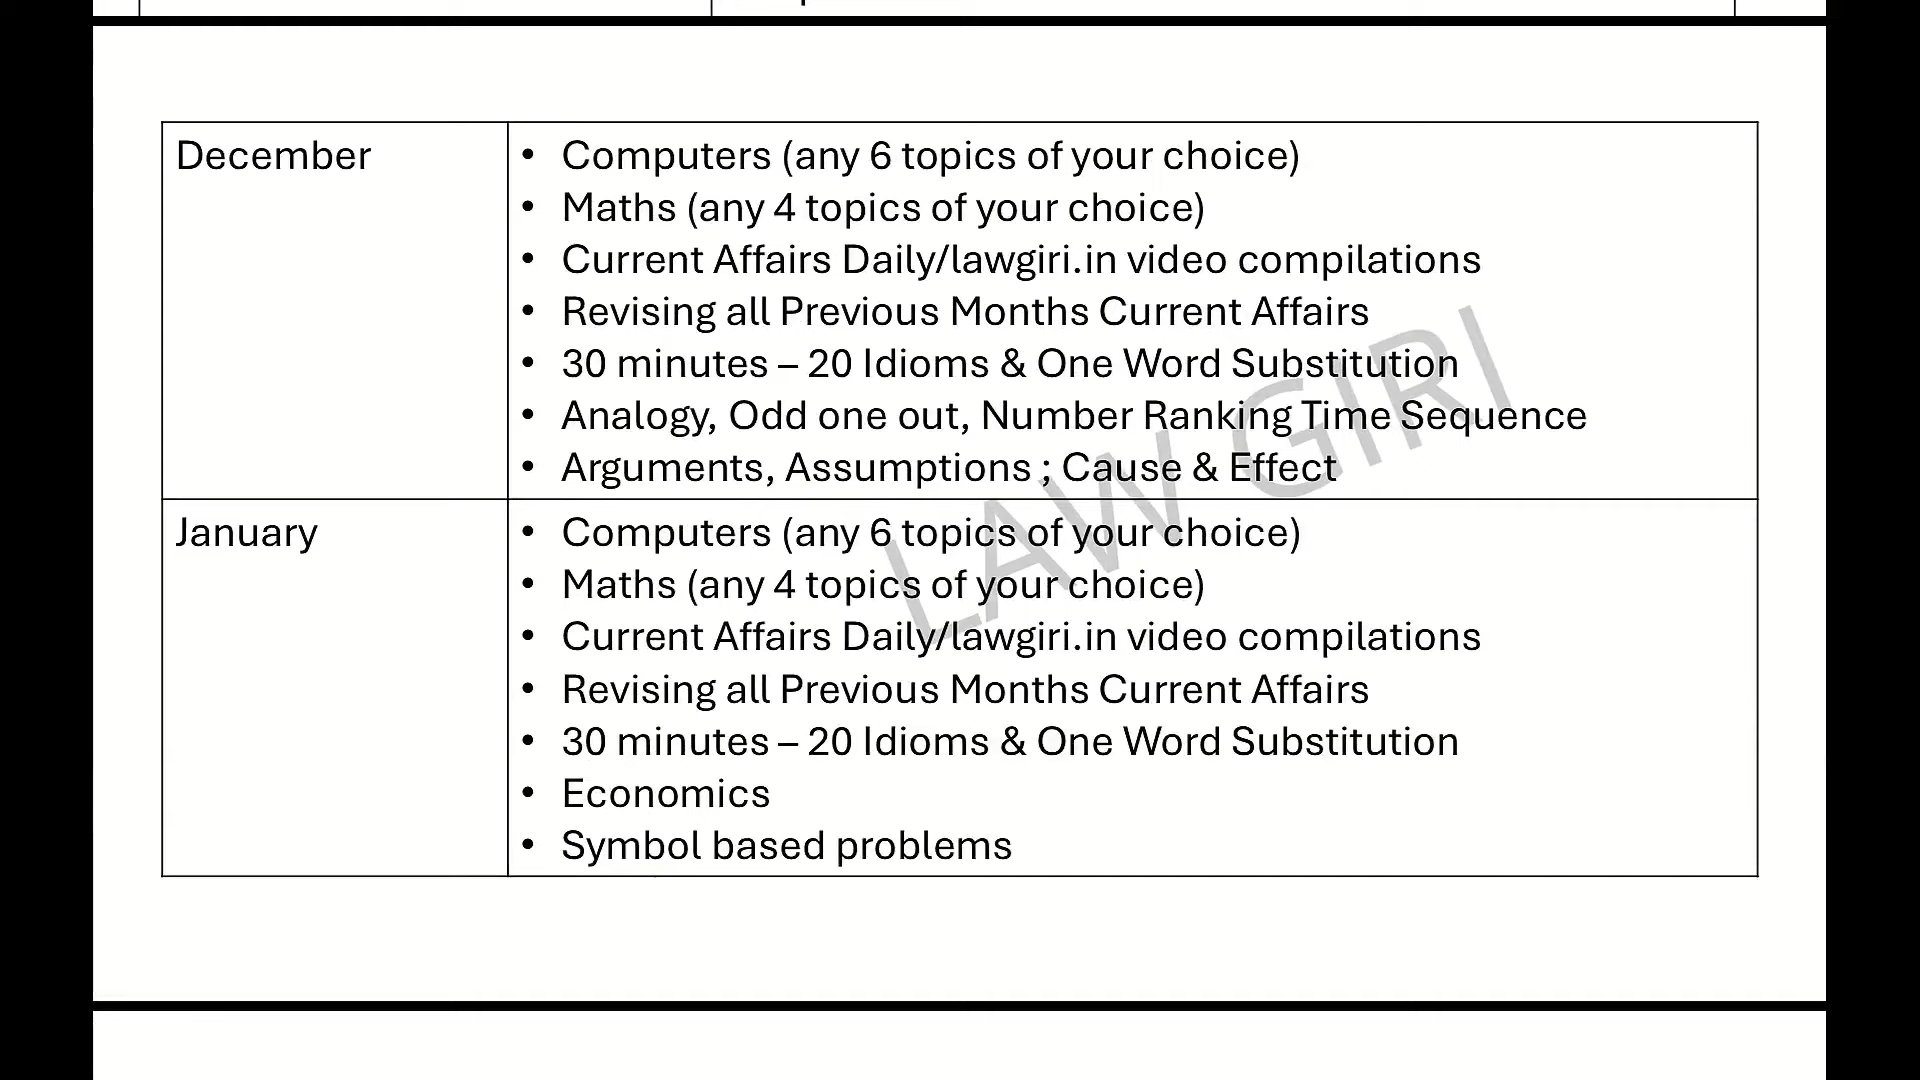 December
• Computers (any 6 topics of your choice)
• Maths (any 4 topics of your choice)
• Current Affairs Daily/lawgiri.in video compilations
• Revising all Previous Months Current Affairs
• 30 minutes – 20 Idioms & One Word Substitution
• Analogy, Odd one out, Number Ranking Time Sequence
• Arguments, Assumptions ; Cause & Effect
January
• Computers (any 6 topics of your choice)
• Maths (any 4 topics of your choice)
• Current Affairs Daily/lawgiri.in video compilations
• Revising all Previous Months Current Affairs
• 30 minutes – 20 Idioms & One Word Substitution
• Economics
• Symbol based problems
LAW GIRI